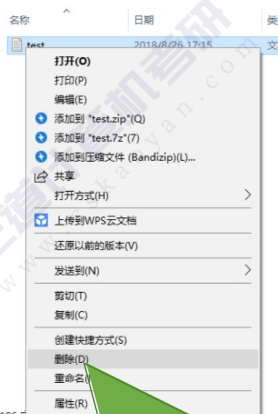 名称 日期 类
test 2018/8/26 17:15 文
打开(O)
打印(P)
编辑(E)
添加到 "test.zip"(Q)
添加到 "test.7z"(7)
添加到压缩文件 (Bandizip)(L)...
共享
打开方式(H)
上传到WPS云文档
还原以前的版本(V)
发送到(N)
剪切(T)
复制(C)
创建快捷方式(S)
删除(D)
重命名(
属性(R)